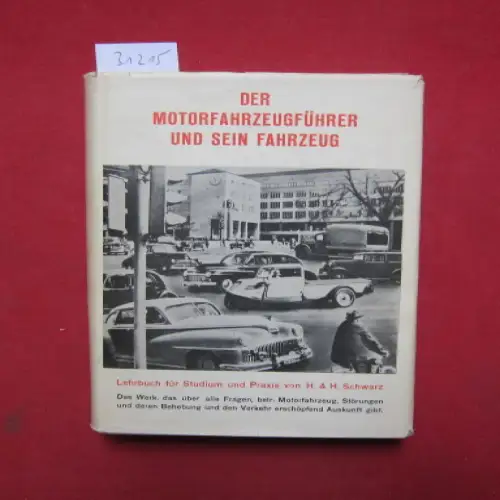 31215
DER
MOTORFAHRZEUGFÜHRER
UND SEIN FAHRZEUG
Lehrbuch für Studium und Praxis von H. & H. Schwarz
Das Werk, das über alle Fragen, betr. Motorfahrzeug, Störungen
und deren Behebung und den Verkehr erschöpfend Auskunft gibt.